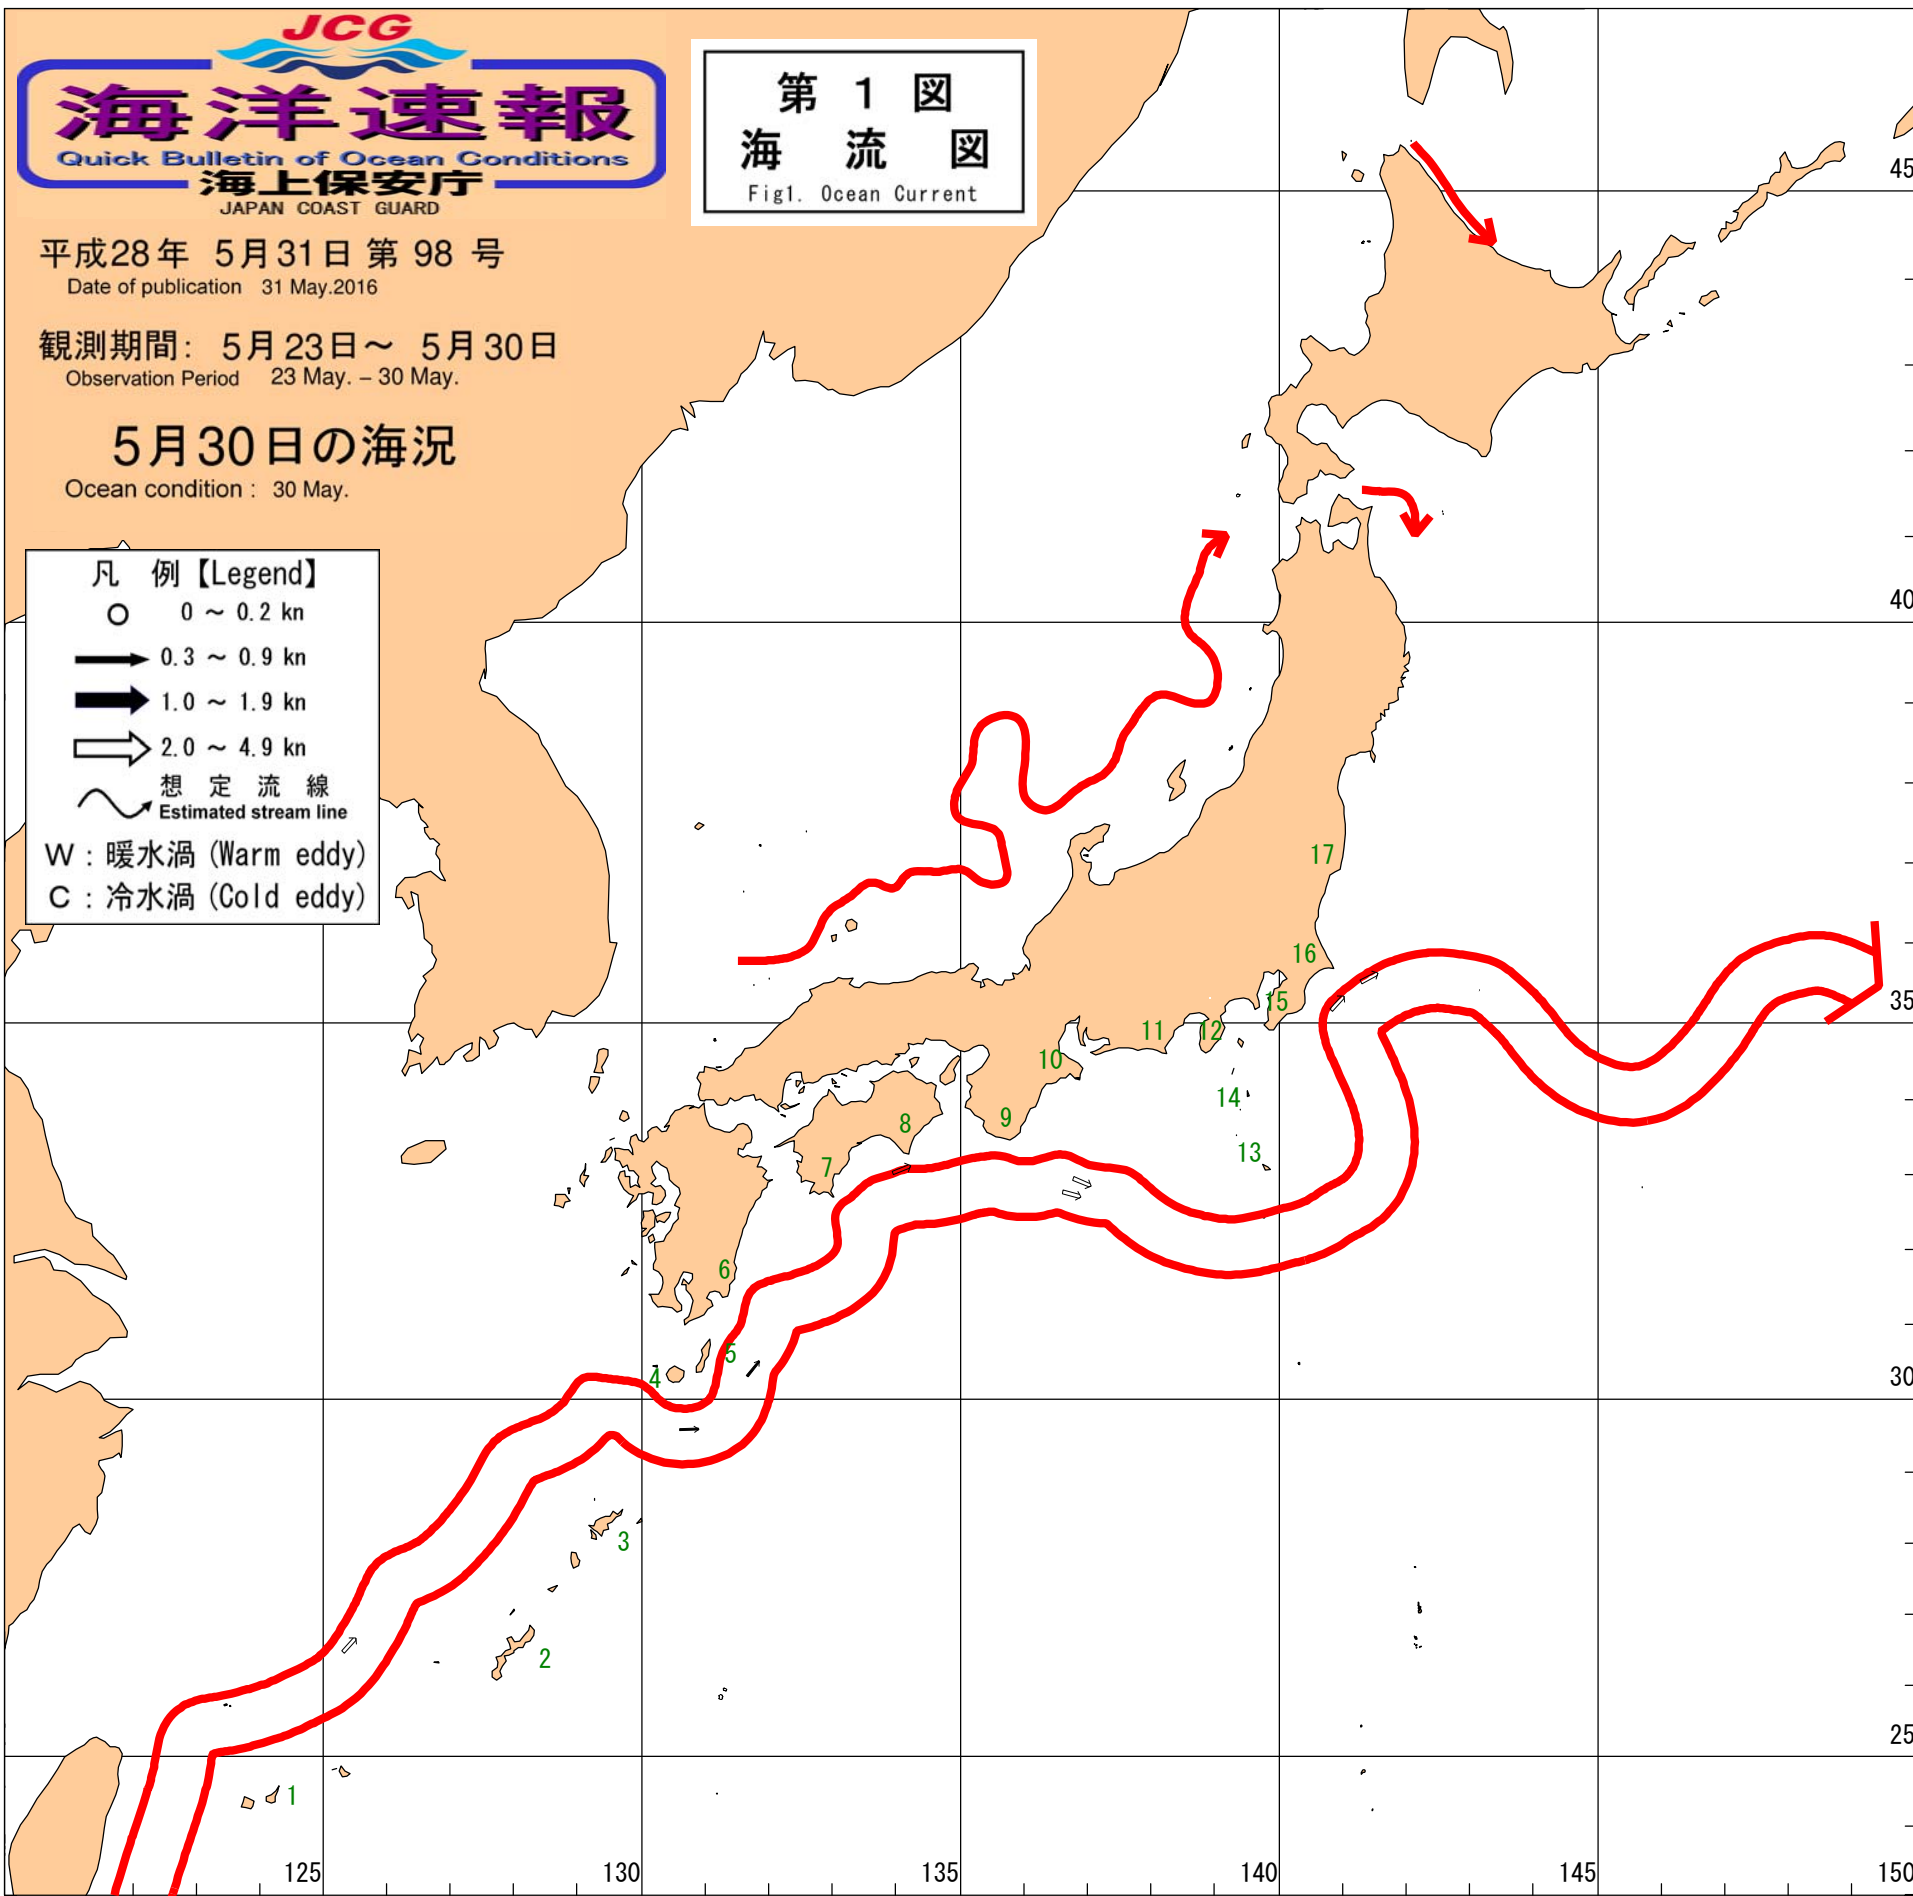 JCG
海洋速報
Quick Bulletin of Ocean Conditions
海上保安庁
JAPAN COAST GUARD
平成28年 5月31日 第 98 号
Date of publication 31 May.2016
観測期間: 5月23日～ 5月30日
Observation Period 23 May. – 30 May.
5月30日の海況
Ocean condition : 30 May.
第 1 図
海 流 図
Fig1. Ocean Current
凡 例【Legend】
0 ～ 0.2 kn
0.3 ～ 0.9 kn
1.0 ～ 1.9 kn
2.0 ～ 4.9 kn
想 定 流 線
Estimated stream line
W : 暖水渦 (Warm eddy)
C : 冷水渦 (Cold eddy)
45
40
17
16
35
15
12
11
10
14
9
8
13
7
6
5
4
30
3
2
25
1
125
130
135
140
145
150